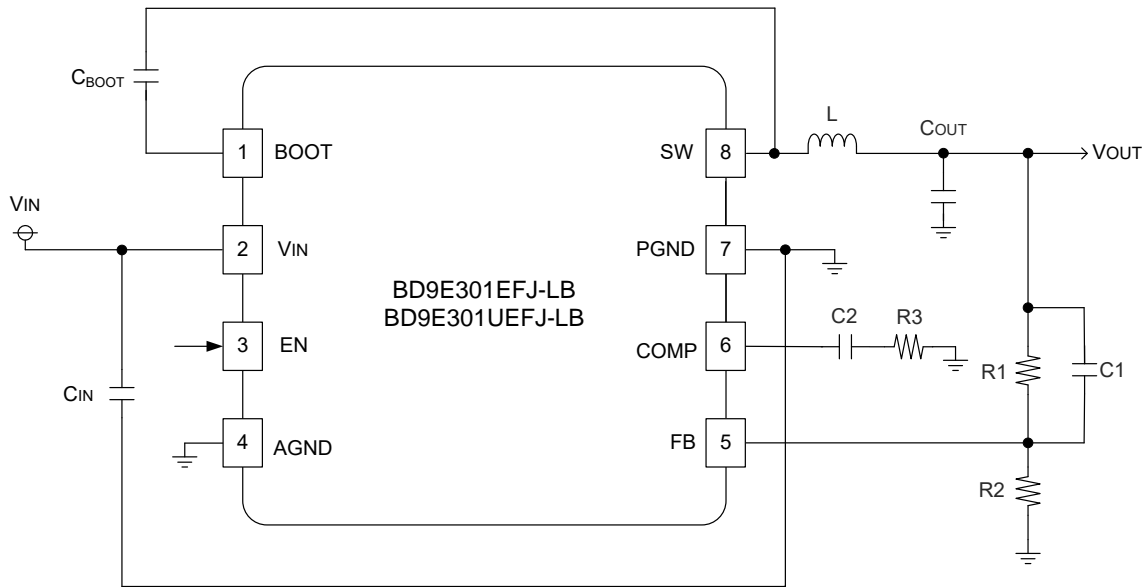 CBOOT
1 BOOT
SW 8
L
COUT
VOUT
VIN
2 VIN
PGND 7
BD9E301EFJ-LB
BD9E301UEFJ-LB
3 EN
COMP 6
C2
R3
R1
C1
CIN
4 AGND
FB 5
R2